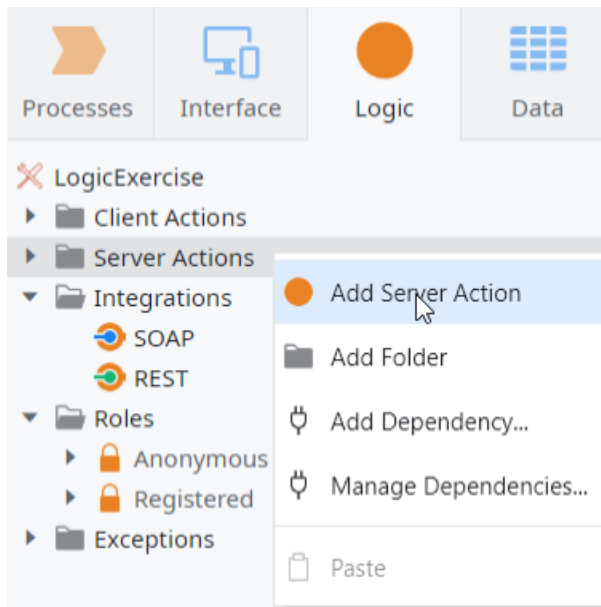 Processes
Interface
Logic
Data
LogicExercise
Client Actions
Server Actions
Add Server Action
Integrations
SOAP
Add Folder
REST
Roles
Add Dependency...
Anonymous
Manage Dependencies...
Registered
Exceptions
Paste